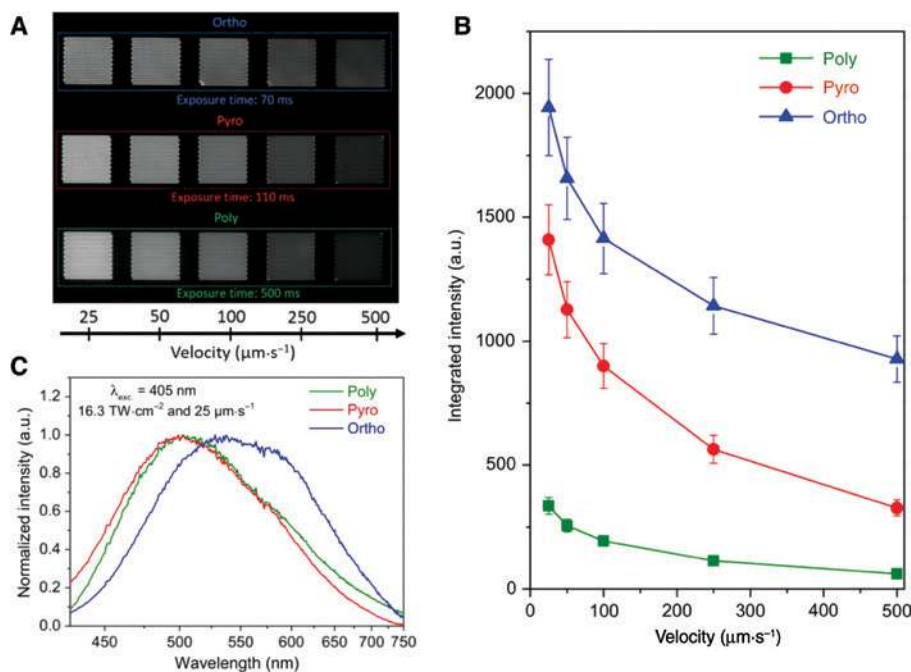 A
Ortho
Exposure time: 70 ms
Pyro
Exposure time: 110 ms
Poly
Exposure time: 500 ms
25 50 100 250 500
Velocity (µm·s⁻¹)
B
Poly
Pyro
Ortho
2000
1500
1000
500
0
Integrated intensity (a.u.)
0 100 200 300 400 500
Velocity (µm·s⁻¹)
C
λexc. = 405 nm
16.3 TW·cm⁻² and 25 µm·s⁻¹
Poly
Pyro
Ortho
1.2
1.0
0.8
0.6
0.4
0.2
0.0
Normalized intensity (a.u.)
450 500 550 600 650 700 750
Wavelength (nm)